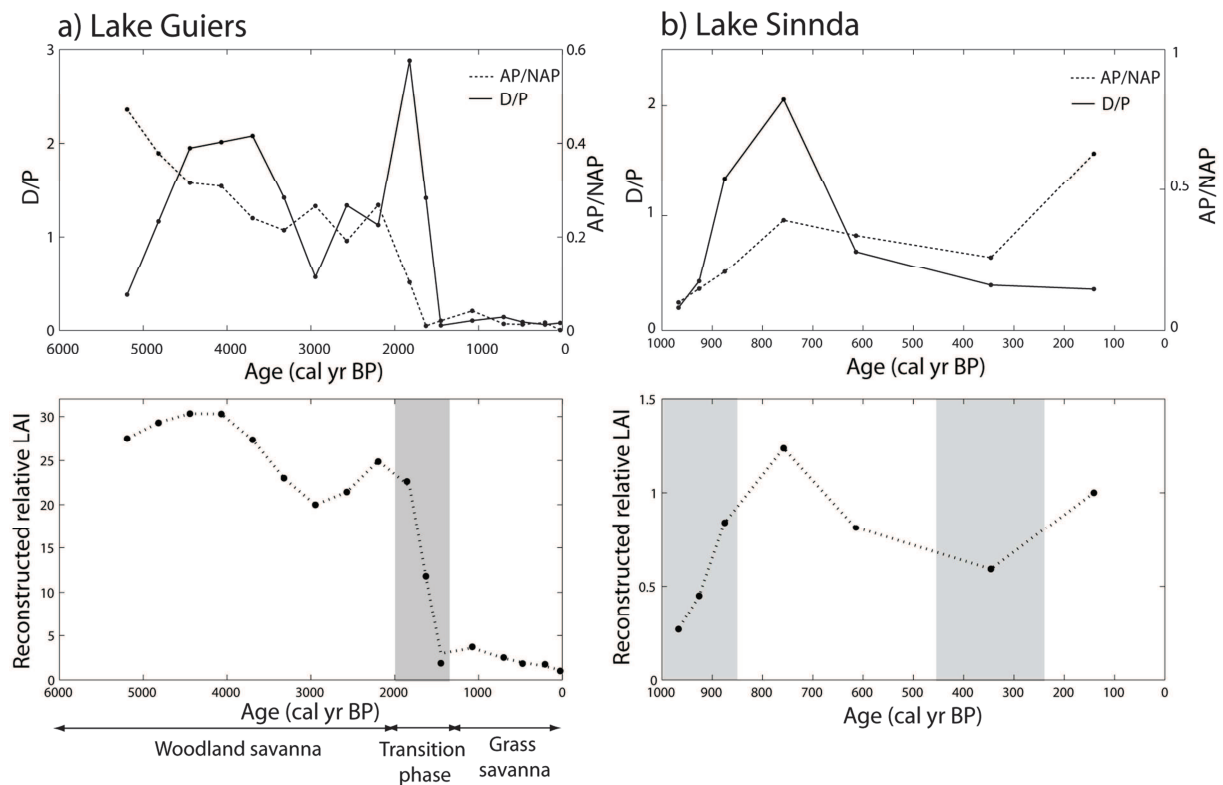 a) Lake Guiers
3
2
1
0
D/P
0.6
0.4
0.2
0
AP/NAP
AP/NAP
D/P
6000 5000 4000 3000 2000 1000 0
Age (cal yr BP)
b) Lake Sinnda
2
1
0
D/P
1
0.5
0
AP/NAP
AP/NAP
D/P
1000 900 800 700 600 500 400 300 200 100 0
Age (cal yr BP)
30
25
20
15
10
5
0
Reconstructed relative LAI
6000 5000 4000 3000 2000 1000 0
Age (cal yr BP)
Woodland savanna
Transition
phase
Grass
savanna
1.5
1
0.5
0
Reconstructed relative LAI
1000 900 800 700 600 500 400 300 200 100 0
Age (cal yr BP)